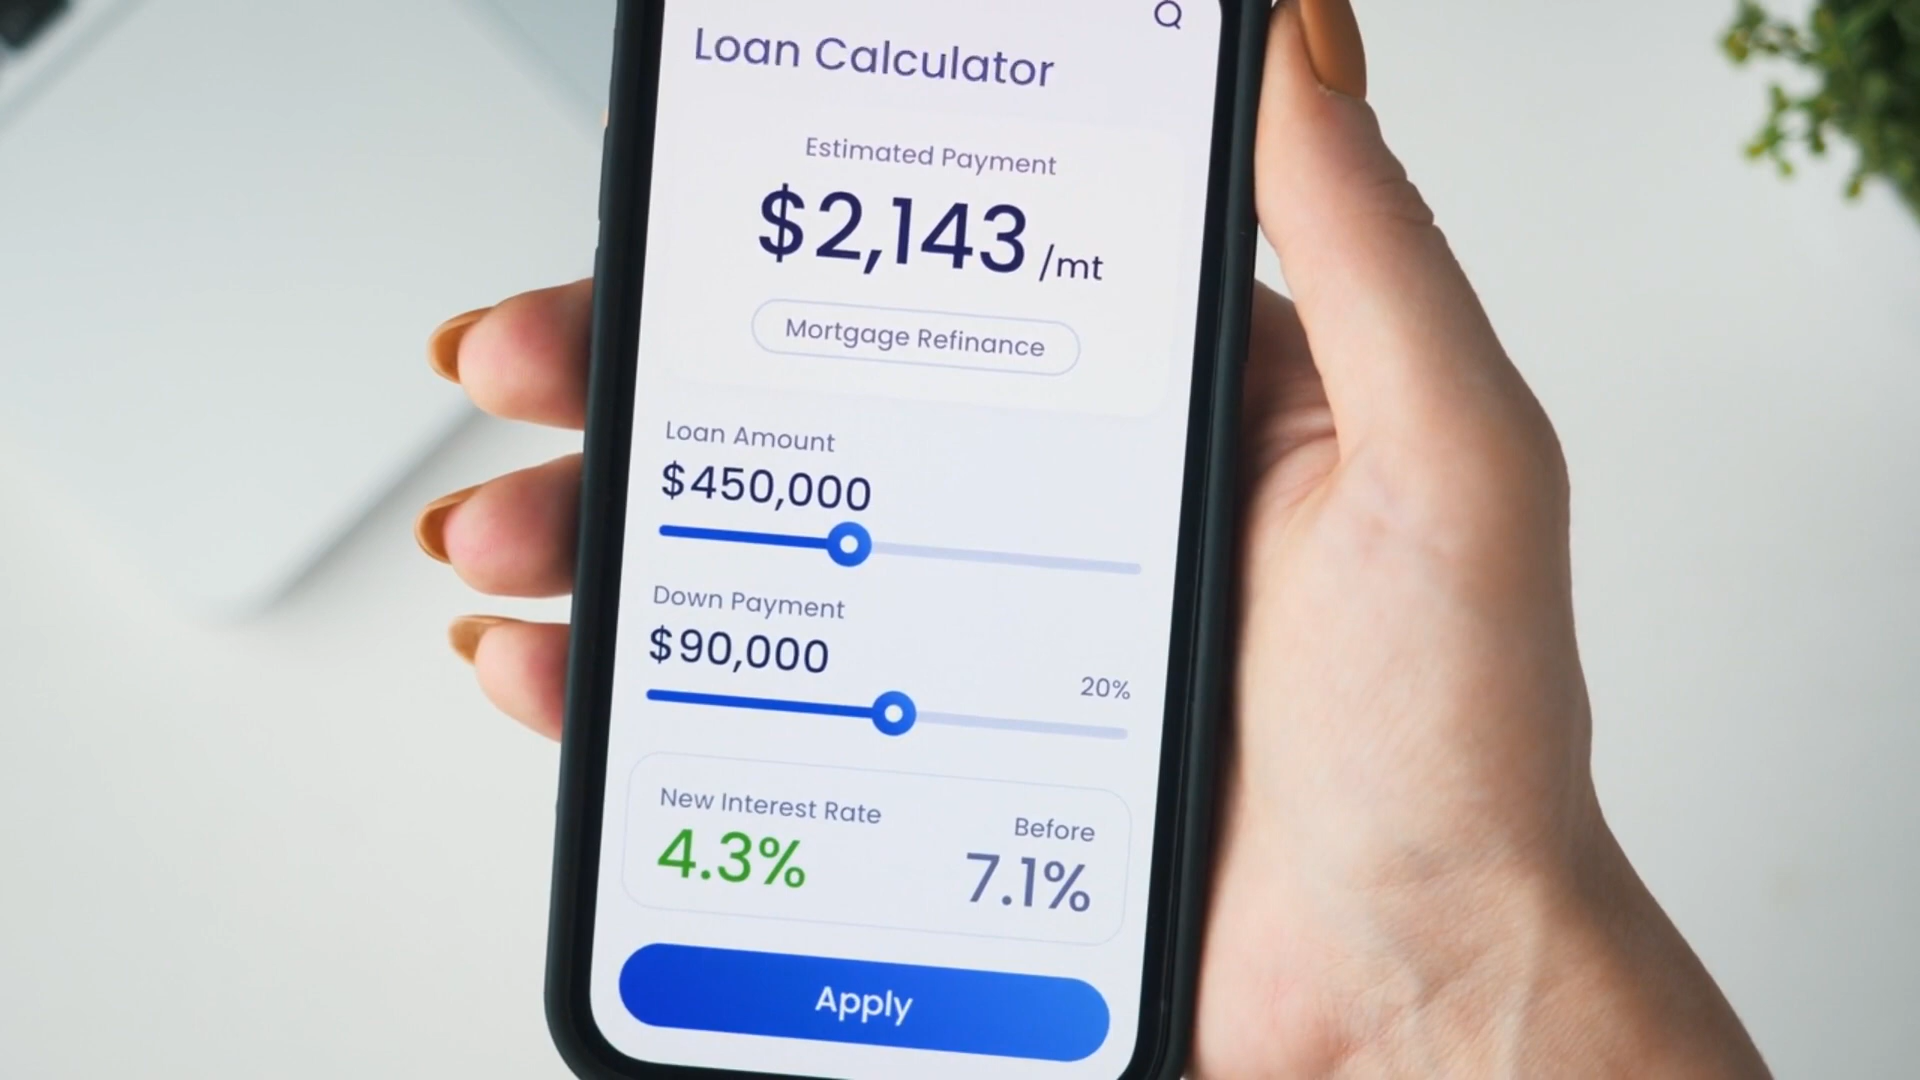 Loan Calculator
Estimated Payment
$2,143 /mt
Mortgage Refinance
Loan Amount
$450,000
Down Payment
$90,000
20%
New Interest Rate
Before
4.3%
7.1%
Apply